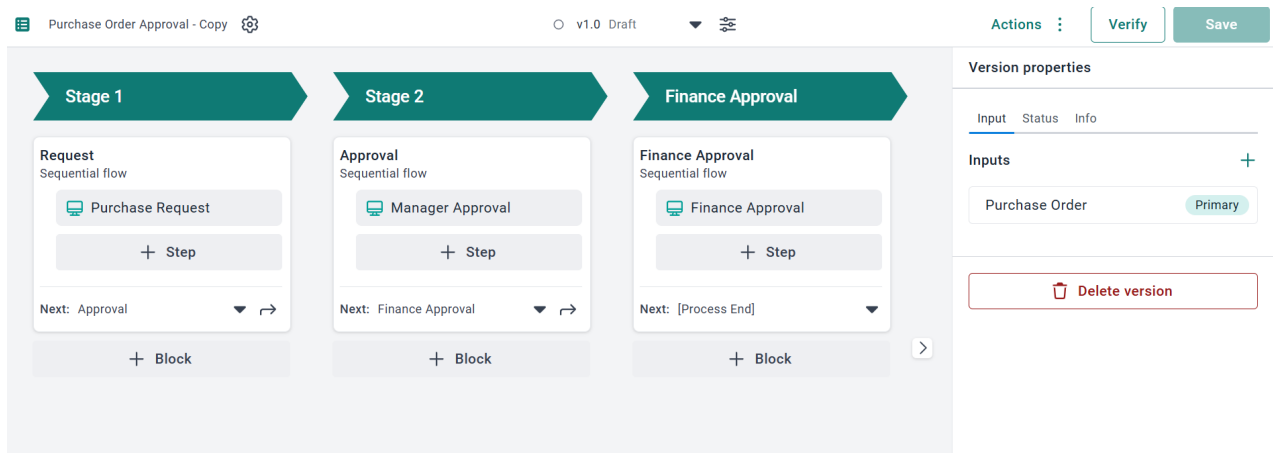 Purchase Order Approval - Copy
v1.0 Draft
Actions
Verify
Save
Stage 1
Stage 2
Finance Approval
Request
Sequential flow
Purchase Request
Step
Next: Approval
Block
Approval
Sequential flow
Manager Approval
Step
Next: Finance Approval
Block
Finance Approval
Sequential flow
Finance Approval
Step
Next: [Process End]
Block
Version properties
Input Status Info
Inputs
Purchase Order Primary
Delete version